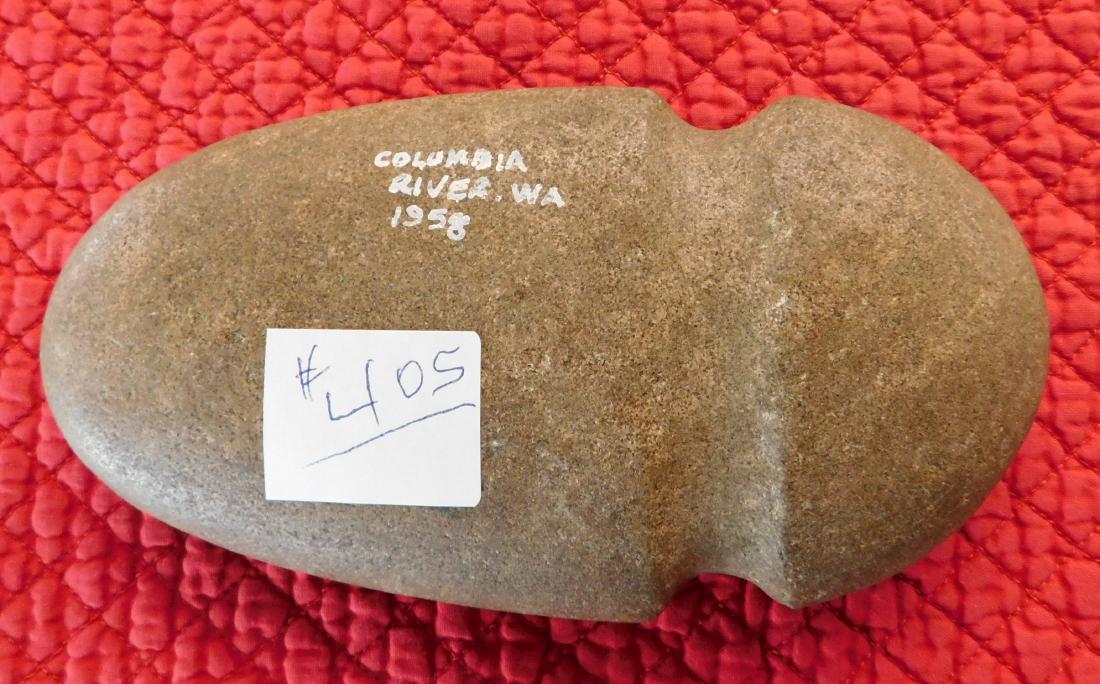 COLUMBIA
RIVER. WA
1958
#405